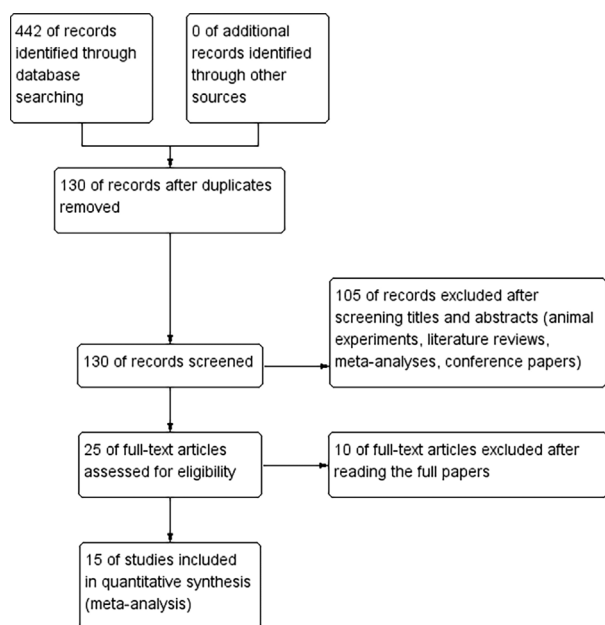 442 of records
identified through
database
searching
0 of additional
records identified
through other
sources
130 of records after duplicates
removed
105 of records excluded after
screening titles and abstracts (animal
experiments, literature reviews,
meta-analyses, conference papers)
130 of records screened
25 of full-text articles
assessed for eligibility
10 of full-text articles excluded after
reading the full papers
15 of studies included
in quantitative synthesis
(meta-analysis)